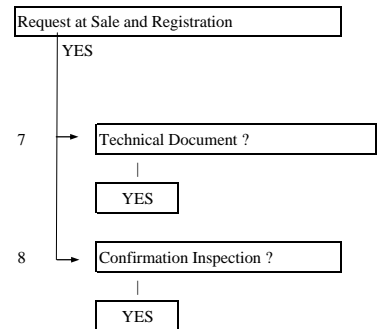 Request at Sale and Registration
YES
7 Technical Document ?
YES
8 Confirmation Inspection ?
YES